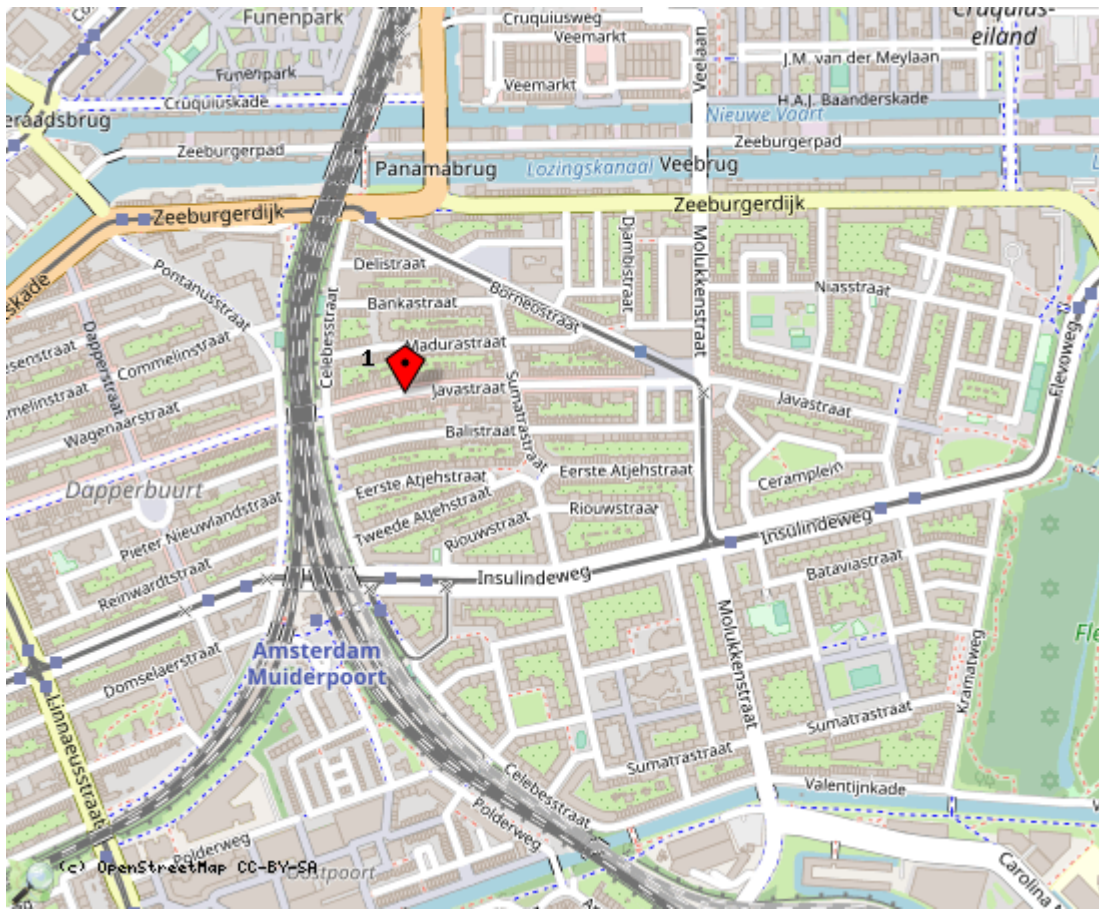 Funenpark
Cruquiusweg
Veemarkt
Veelaan
Cruquius-
eiland
J.M. van der Meylaan
Funenpark
Veemarkt
Cruquiuskade
H.A.J. Baanderskade
Nieuwe Vaart
eraadsbrug
Zeeburgerpad
Zeeburgerpad
Panamabrug
Lozingskanaal
Veebrug
Zeeburgerdijk
Zeeburgerdijk
skade
Pontanusstraat
Delistraat
Djambistraat
Molukkenstraat
Celebesstraat
Bankastraat
Borneostraat
Niasstraat
Dapperstraat
Commelinstraat
Madurastraat
Flevoweg
1
Sumatrastraat
Javastraat
Javastraat
Wagenaarstraat
Balistraat
Dapperbuurt
Eerste Atjehstraat
Eerste Atjehstraat
Ceramplein
Tweede Atjehstraat
Riouwstraat
Riouwstraat
Pieter Nieuwlandstraat
Insulindeweg
Insulindeweg
Reinwardtstraat
Bataviastraat
Molukkenstraat
Kramatweg
Amsterdam
Muiderpoort
Domselaerstraat
Linnaeusstraat
Sumatrastraat
Sumatrastraat
Celebesstraat
Valentijnkade
Polderweg
Polderweg
(c) OpenStreetMap CC-BY-SA
Carolina